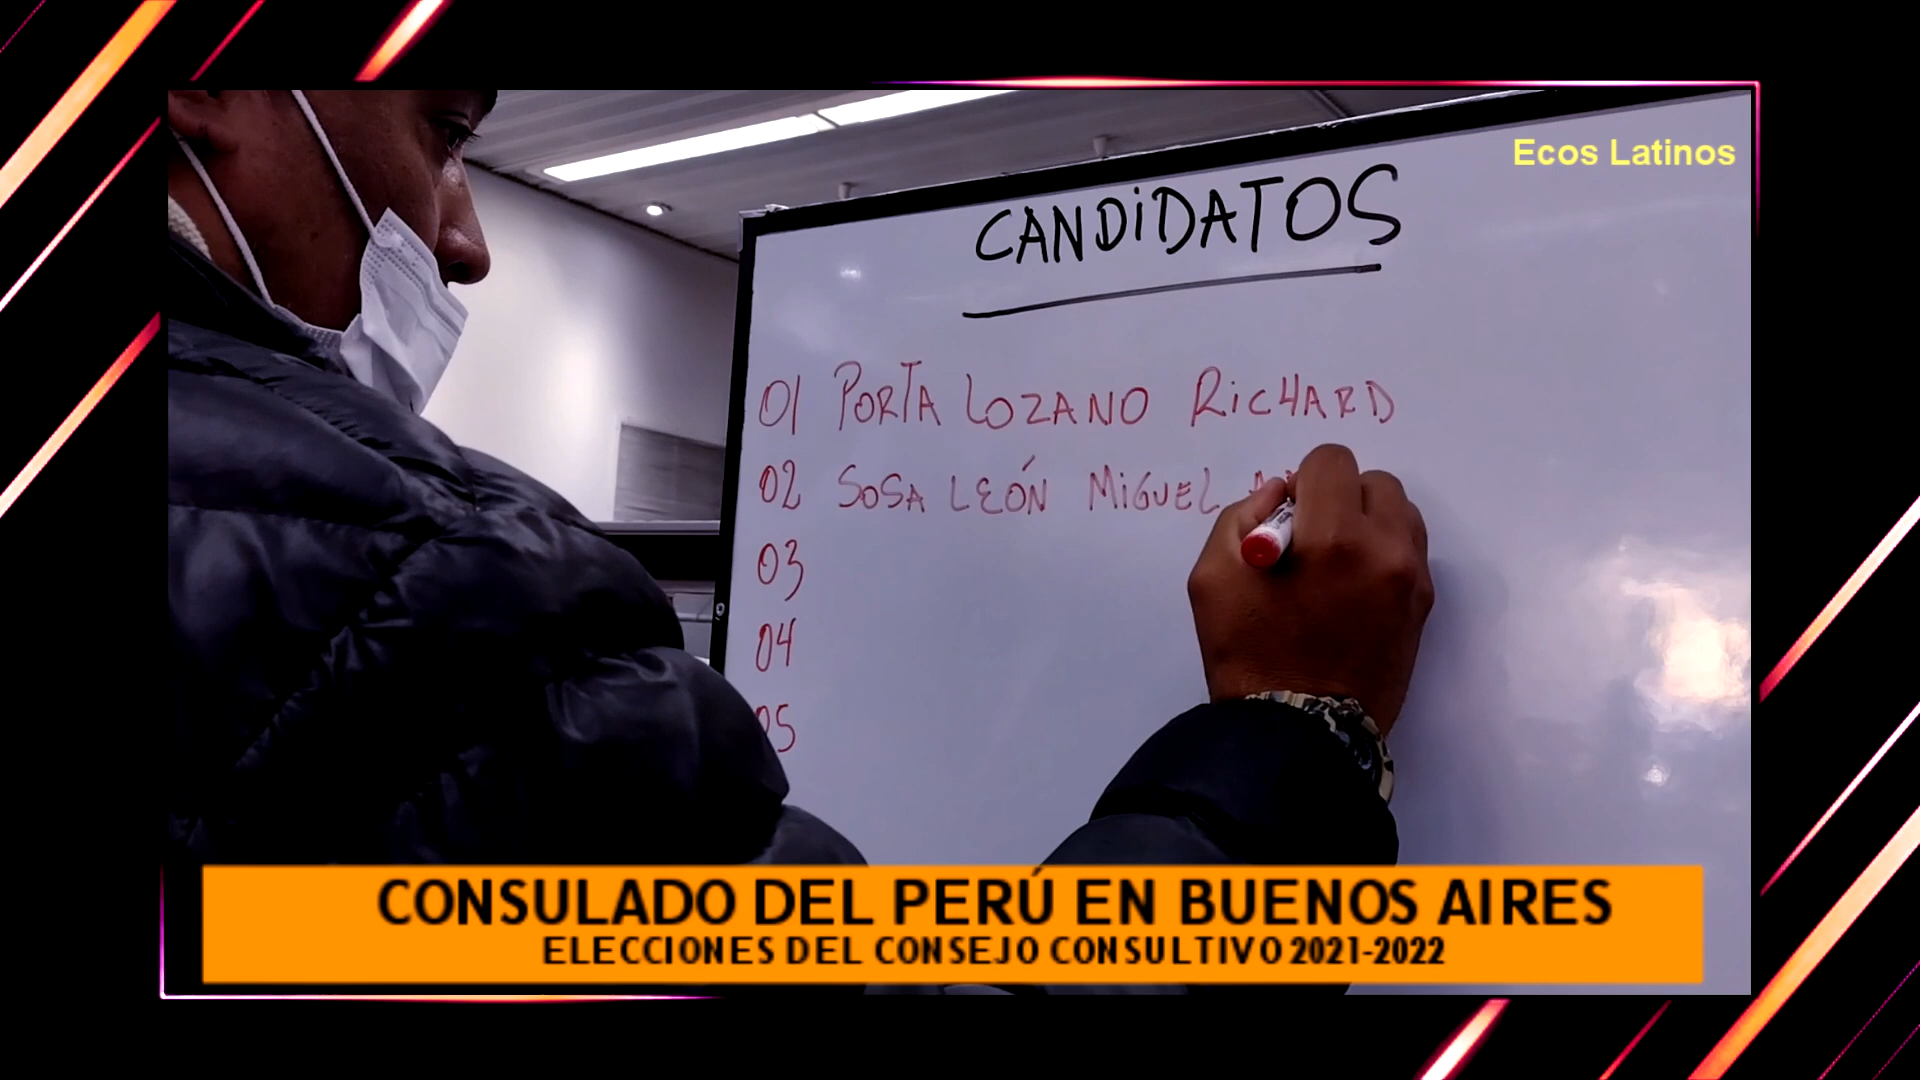 Ecos Latinos
CANDiDATOS
01 PORTA LOZANO RiCHARD
02 SOSA LEÓN MiGUEL
03
04
05
CONSULADO DEL PERÚ EN BUENOS AIRES
ELECCIONES DEL CONSEJO CONSULTIVO 2021-2022